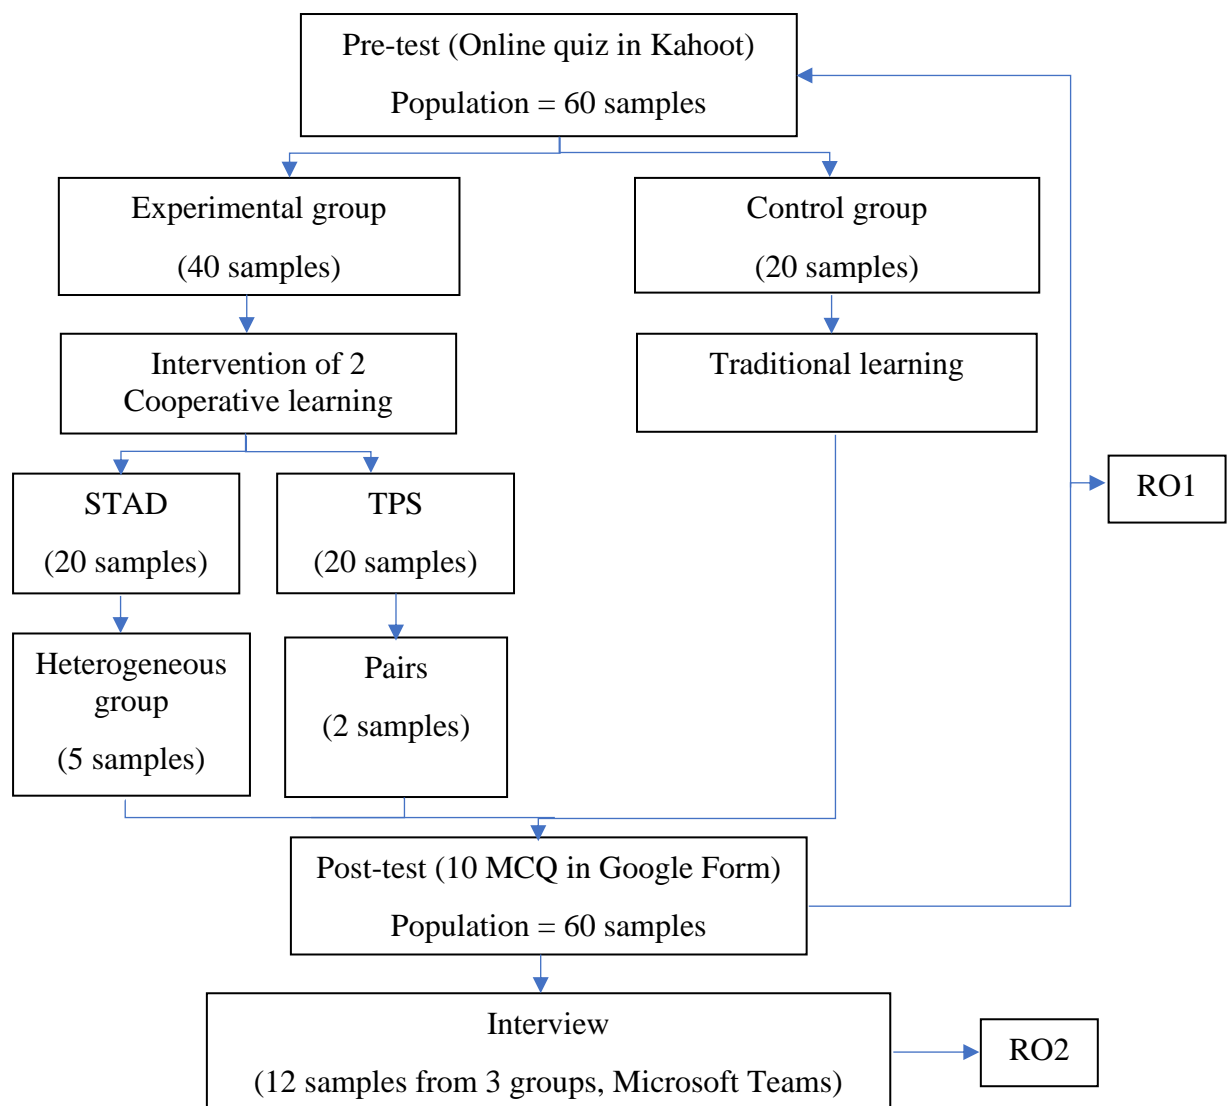 Pre-test (Online quiz in Kahoot)
Population = 60 samples
Experimental group
(40 samples)
Control group
(20 samples)
Intervention of 2
Cooperative learning
Traditional learning
STAD
(20 samples)
TPS
(20 samples)
RO1
Heterogeneous
group
(5 samples)
Pairs
(2 samples)
Post-test (10 MCQ in Google Form)
Population = 60 samples
Interview
(12 samples from 3 groups, Microsoft Teams)
RO2